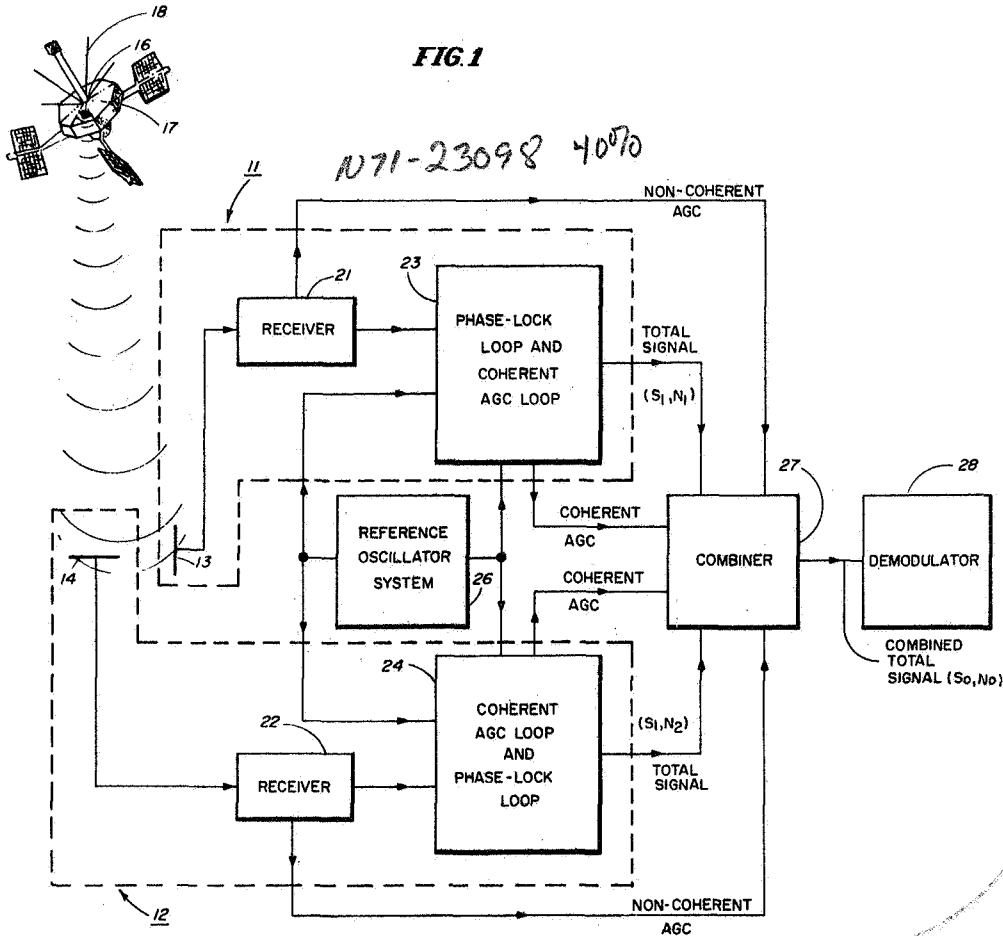 18
16
FIG. 1
17
N71-23098 40%
11
NON-COHERENT
AGC
21
23
RECEIVER
PHASE-LOCK
LOOP AND
COHERENT
AGC LOOP
TOTAL
SIGNAL
(S1,N1)
27
28
REFERENCE
OSCILLATOR
SYSTEM
26
COHERENT
AGC
COHERENT
AGC
COMBINER
DEMODULATOR
14
13
COMBINED
TOTAL
SIGNAL (So,No)
24
COHERENT
AGC LOOP
AND
PHASE-LOCK
LOOP
(S1,N2)
TOTAL
SIGNAL
22
RECEIVER
12
NON-COHERENT
AGC